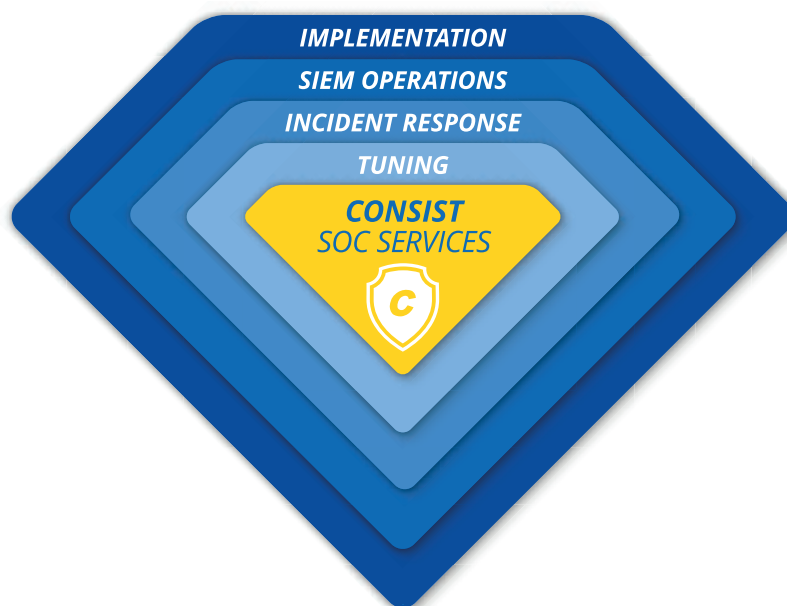 IMPLEMENTATION
SIEM OPERATIONS
INCIDENT RESPONSE
TUNING
CONSIST
SOC SERVICES
C